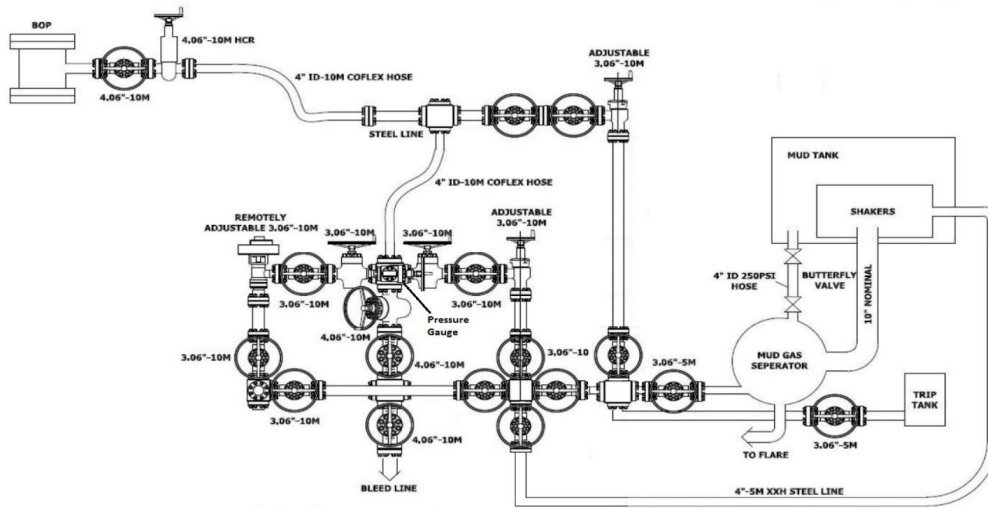 BOP
4.06"-10M HCR
4.06"-10M
4" ID-10M COFLEX HOSE
STEEL LINE
ADJUSTABLE
3.06"-10M
4" ID-10M COFLEX HOSE
MUD TANK
SHAKERS
REMOTELY
ADJUSTABLE 3.06"-10M
3.06"-10M
3.06"-10M
ADJUSTABLE
3.06"-10M
4" ID 250PSI
HOSE
BUTTERFLY
VALVE
10" NOMINAL
3.06"-10M
3.06"-10M
Pressure
Gauge
4.06"-10M
3.06"-10M
4.06"-10M
3.06"-10
3.06"-5M
MUD GAS
SEPERATOR
TRIP
TANK
3.06"-10M
4.06"-10M
3.06"-5M
TO FLARE
BLEED LINE
4"-5M XXH STEEL LINE